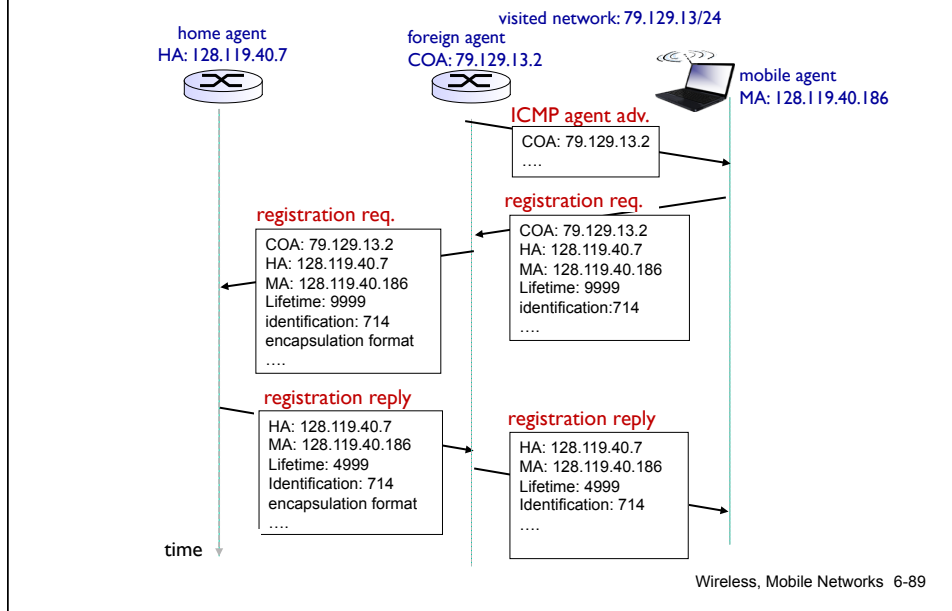 visited network: 79.129.13/24
home agent
HA: 128.119.40.7
foreign agent
COA: 79.129.13.2
mobile agent
MA: 128.119.40.186
ICMP agent adv.
COA: 79.129.13.2
….
registration req.
COA: 79.129.13.2
HA: 128.119.40.7
MA: 128.119.40.186
Lifetime: 9999
identification:714
….
registration req.
COA: 79.129.13.2
HA: 128.119.40.7
MA: 128.119.40.186
Lifetime: 9999
identification: 714
encapsulation format
….
registration reply
HA: 128.119.40.7
MA: 128.119.40.186
Lifetime: 4999
Identification: 714
encapsulation format
….
registration reply
HA: 128.119.40.7
MA: 128.119.40.186
Lifetime: 4999
Identification: 714
….
time
Wireless, Mobile Networks 6-89